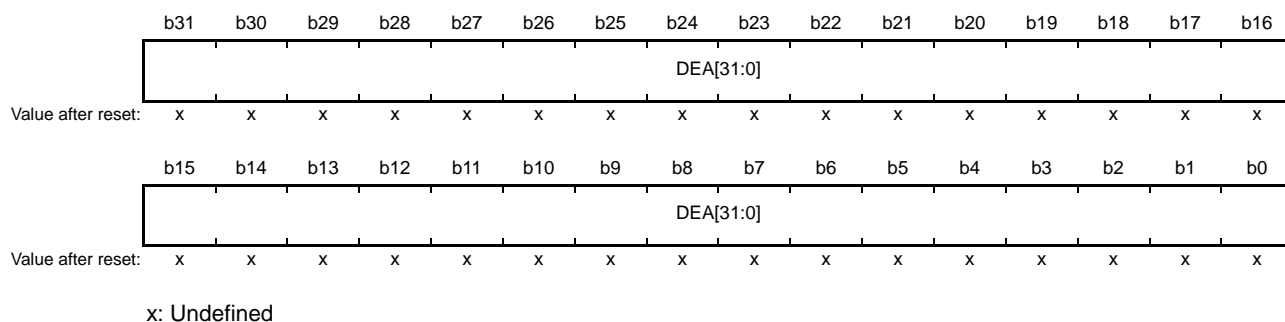 b31 b30 b29 b28 b27 b26 b25 b24 b23 b22 b21 b20 b19 b18 b17 b16
DEA[31:0]
Value after reset: x x x x x x x x x x x x x x x x
b15 b14 b13 b12 b11 b10 b9 b8 b7 b6 b5 b4 b3 b2 b1 b0
DEA[31:0]
Value after reset: x x x x x x x x x x x x x x x x
x: Undefined